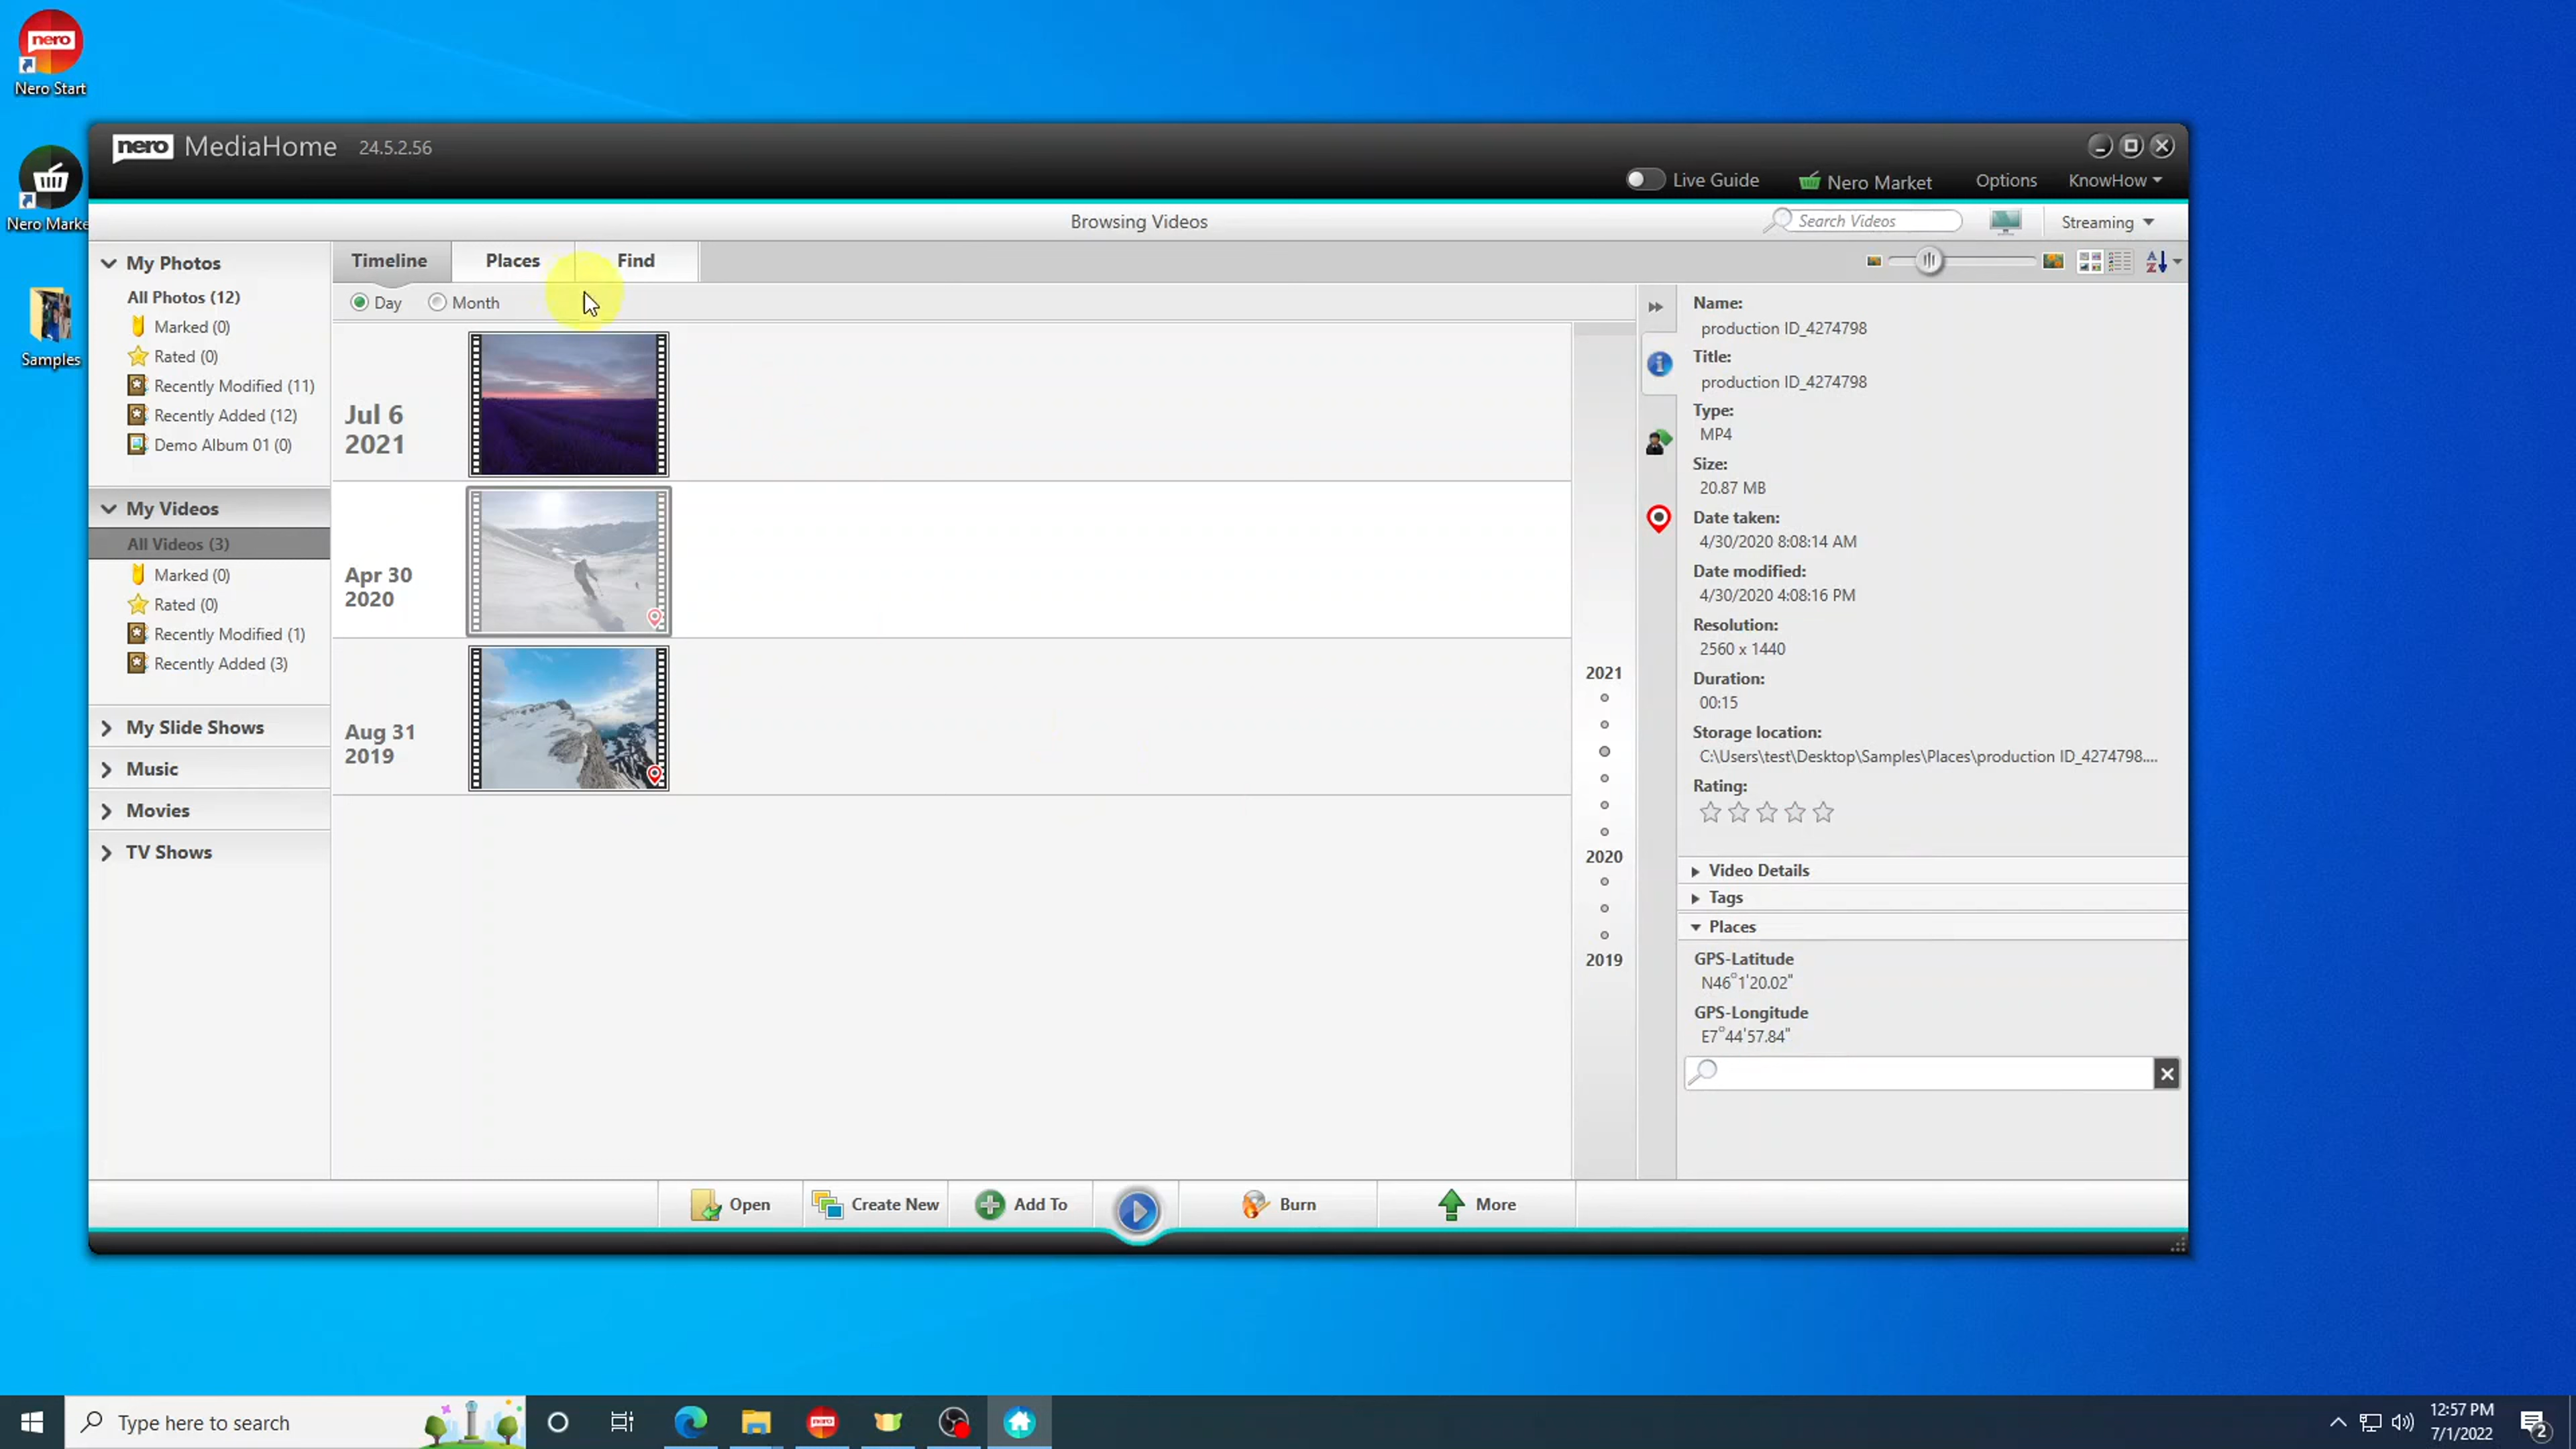 nero
Nero Start
Nero Marke
Samples
nero MediaHome 24.5.2.56
Live Guide Nero Market Options KnowHow
Browsing Videos
Search Videos
Streaming
My Photos
All Photos (12)
Marked (0)
Rated (0)
Recently Modified (11)
Recently Added (12)
Demo Album 01 (0)
My Videos
All Videos (3)
Marked (0)
Rated (0)
Recently Modified (1)
Recently Added (3)
My Slide Shows
Music
Movies
TV Shows
Timeline Places Find
Day Month
Jul 6
2021
Apr 30
2020
Aug 31
2019
2021
2020
2019
Name:
production ID_4274798
Title:
production ID_4274798
Type:
MP4
Size:
20.87 MB
Date taken:
4/30/2020 8:08:14 AM
Date modified:
4/30/2020 4:08:16 PM
Resolution:
2560 x 1440
Duration:
00:15
Storage location:
C:\Users\test\Desktop\Samples\Places\production ID_4274798....
Rating:
Video Details
Tags
Places
GPS-Latitude
N46°1'20.02"
GPS-Longitude
E7°44'57.84"
Open Create New Add To Burn More
Type here to search
nero
12:57 PM
7/1/2022
2